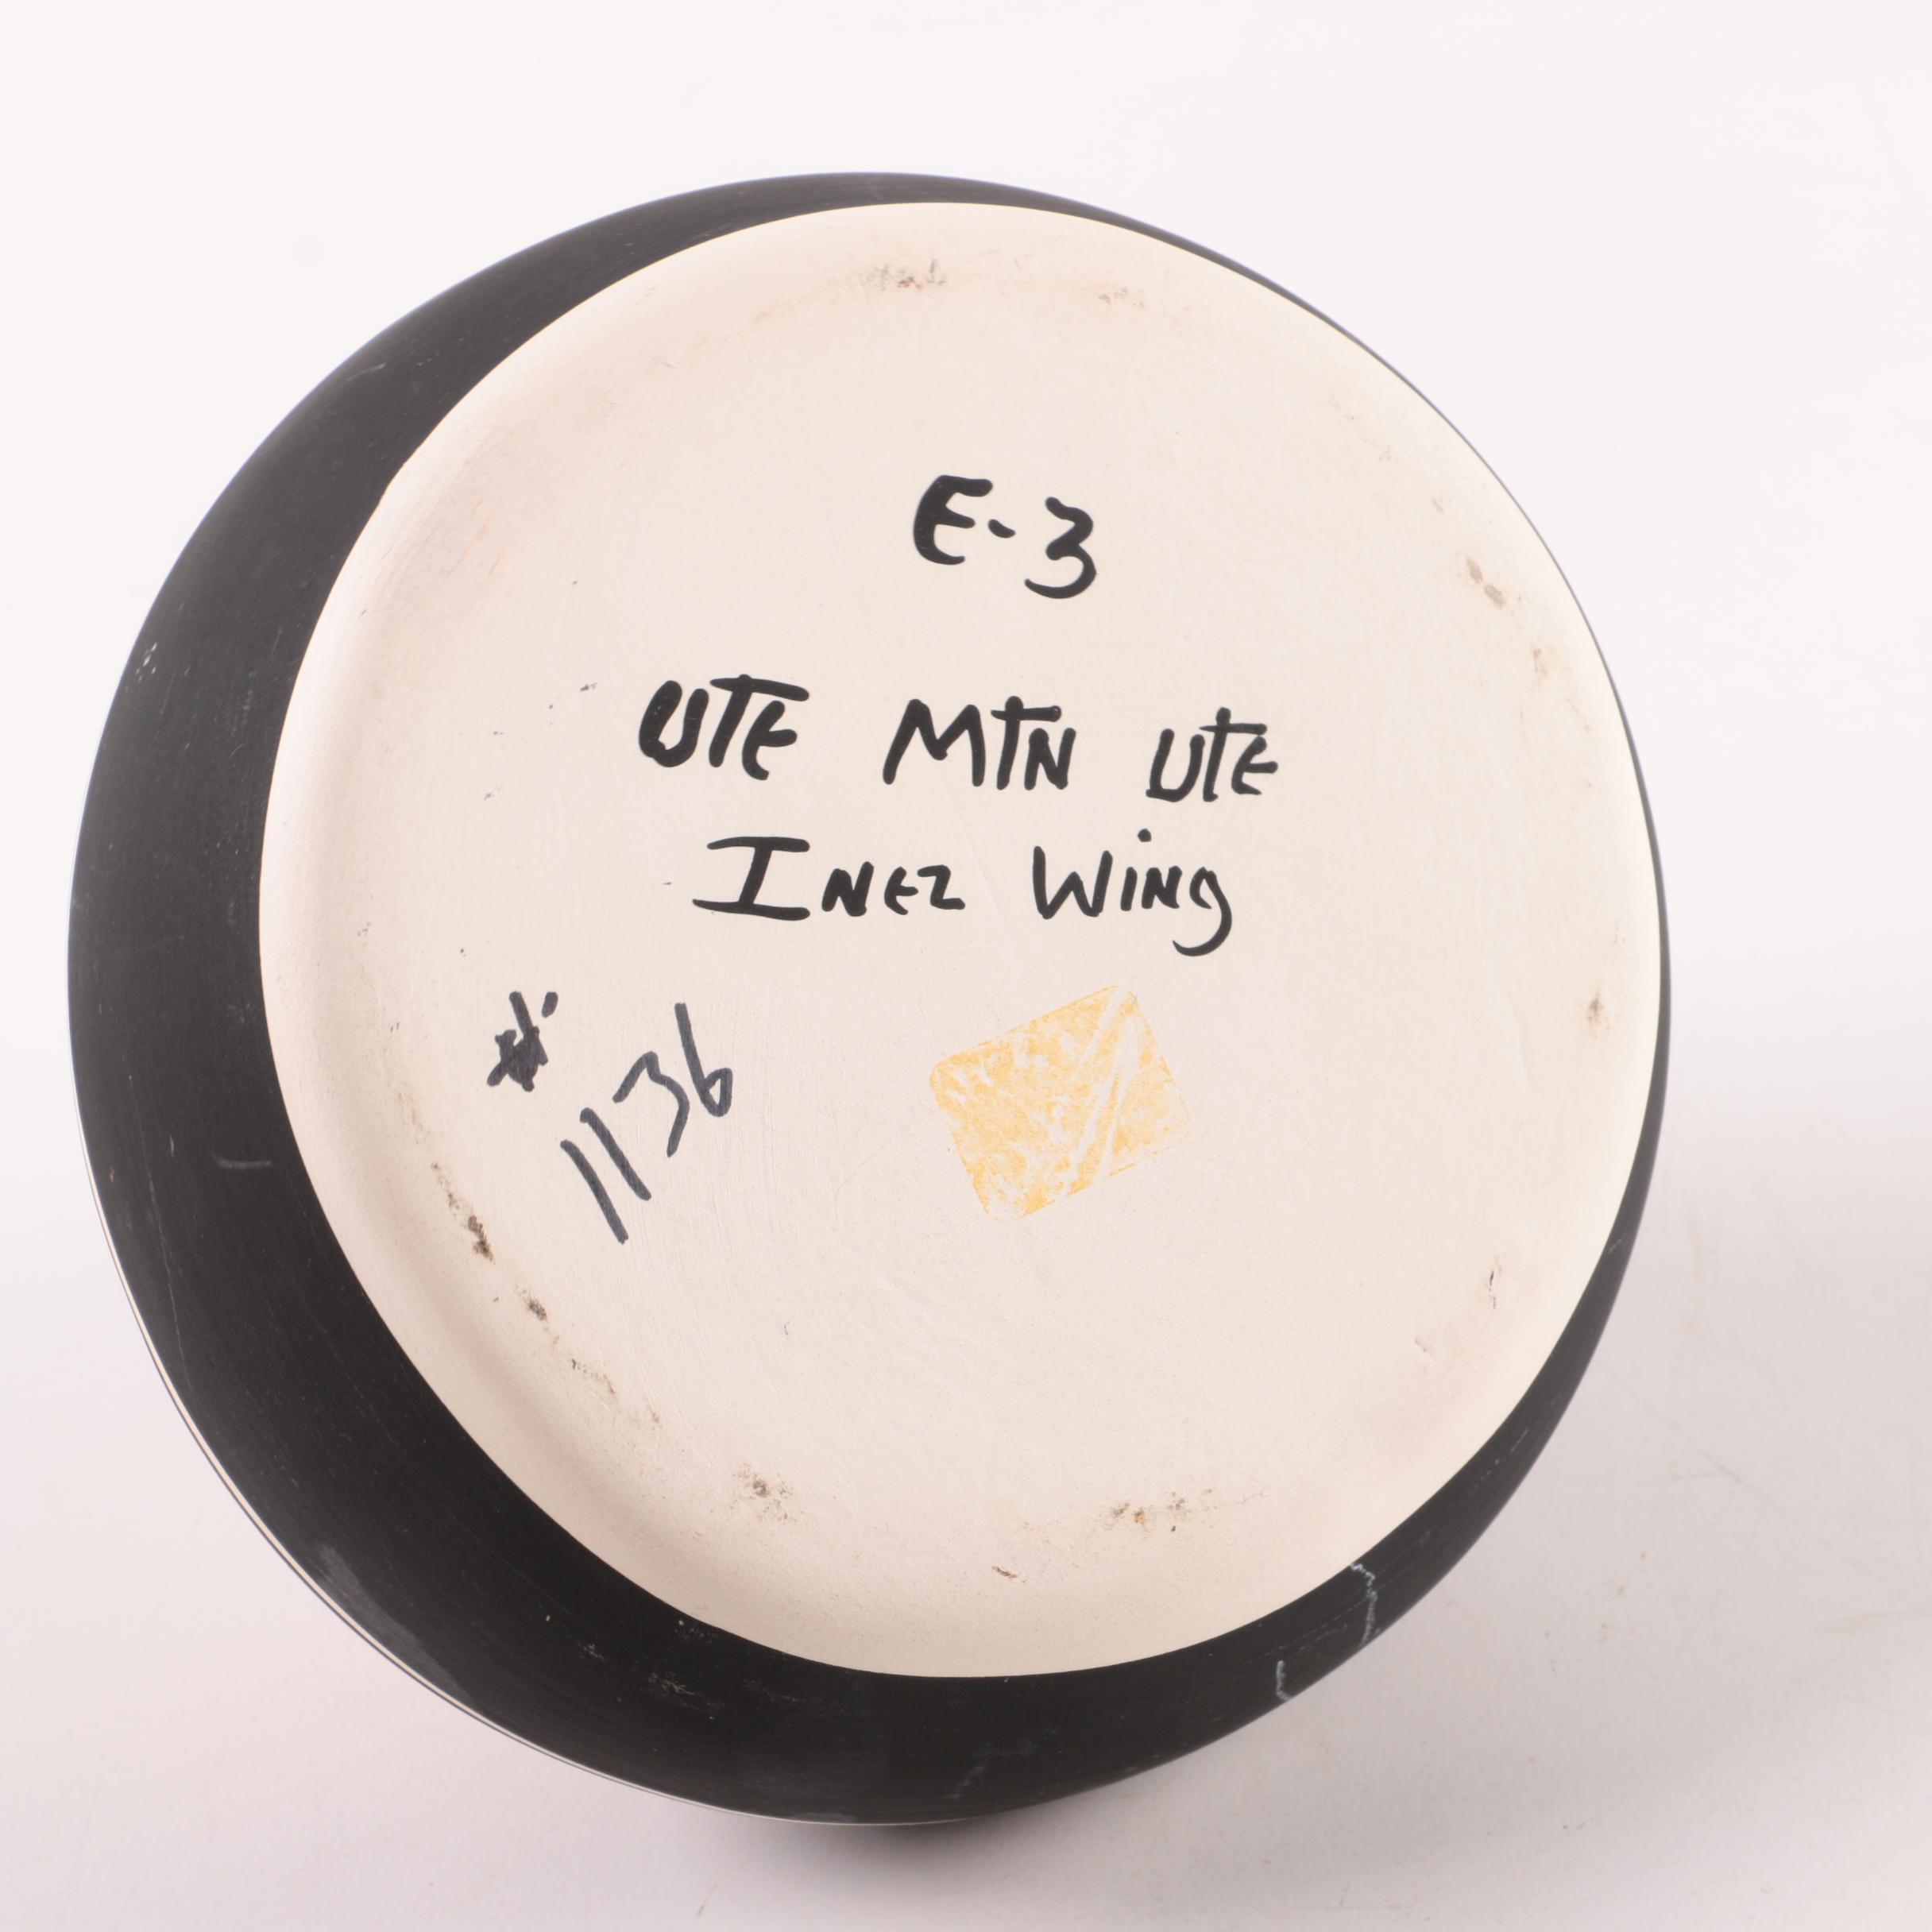 E-3
UTE MTN UTE
INEZ WING
#
1136